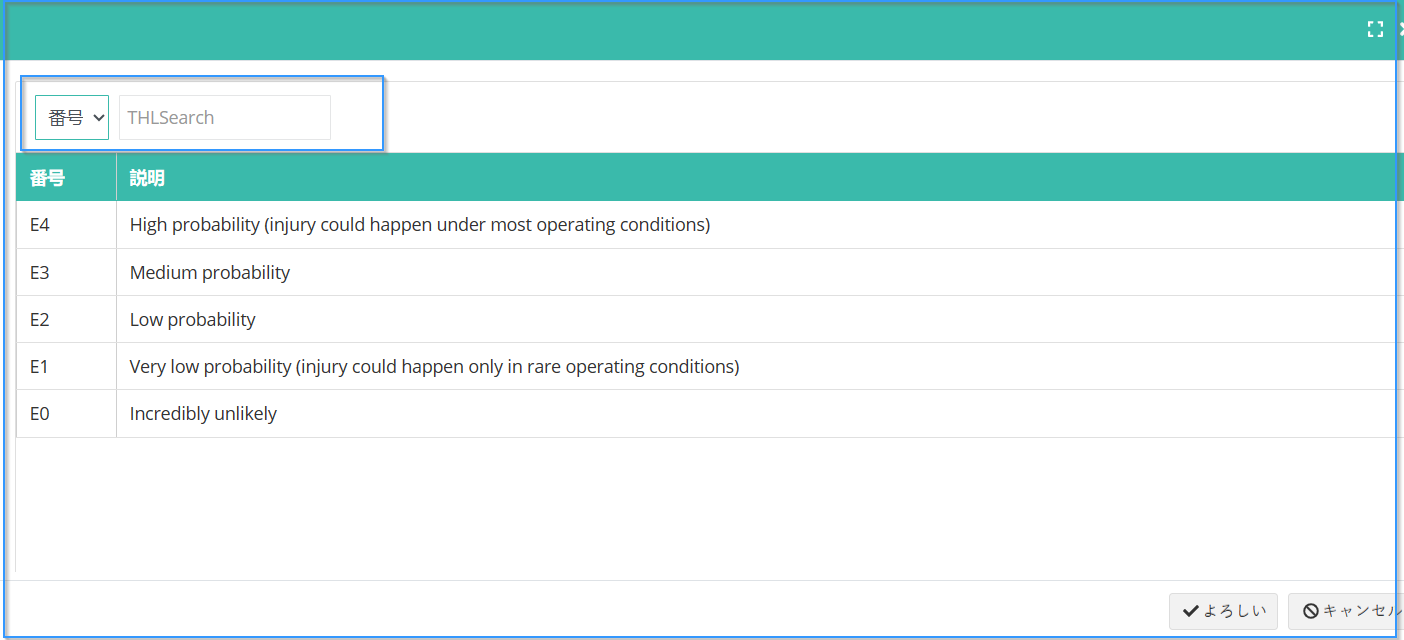 番号 THLSearch
番号 説明
E4 High probability (injury could happen under most operating conditions)
E3 Medium probability
E2 Low probability
E1 Very low probability (injury could happen only in rare operating conditions)
E0 Incredibly unlikely
よろしい キャンセル